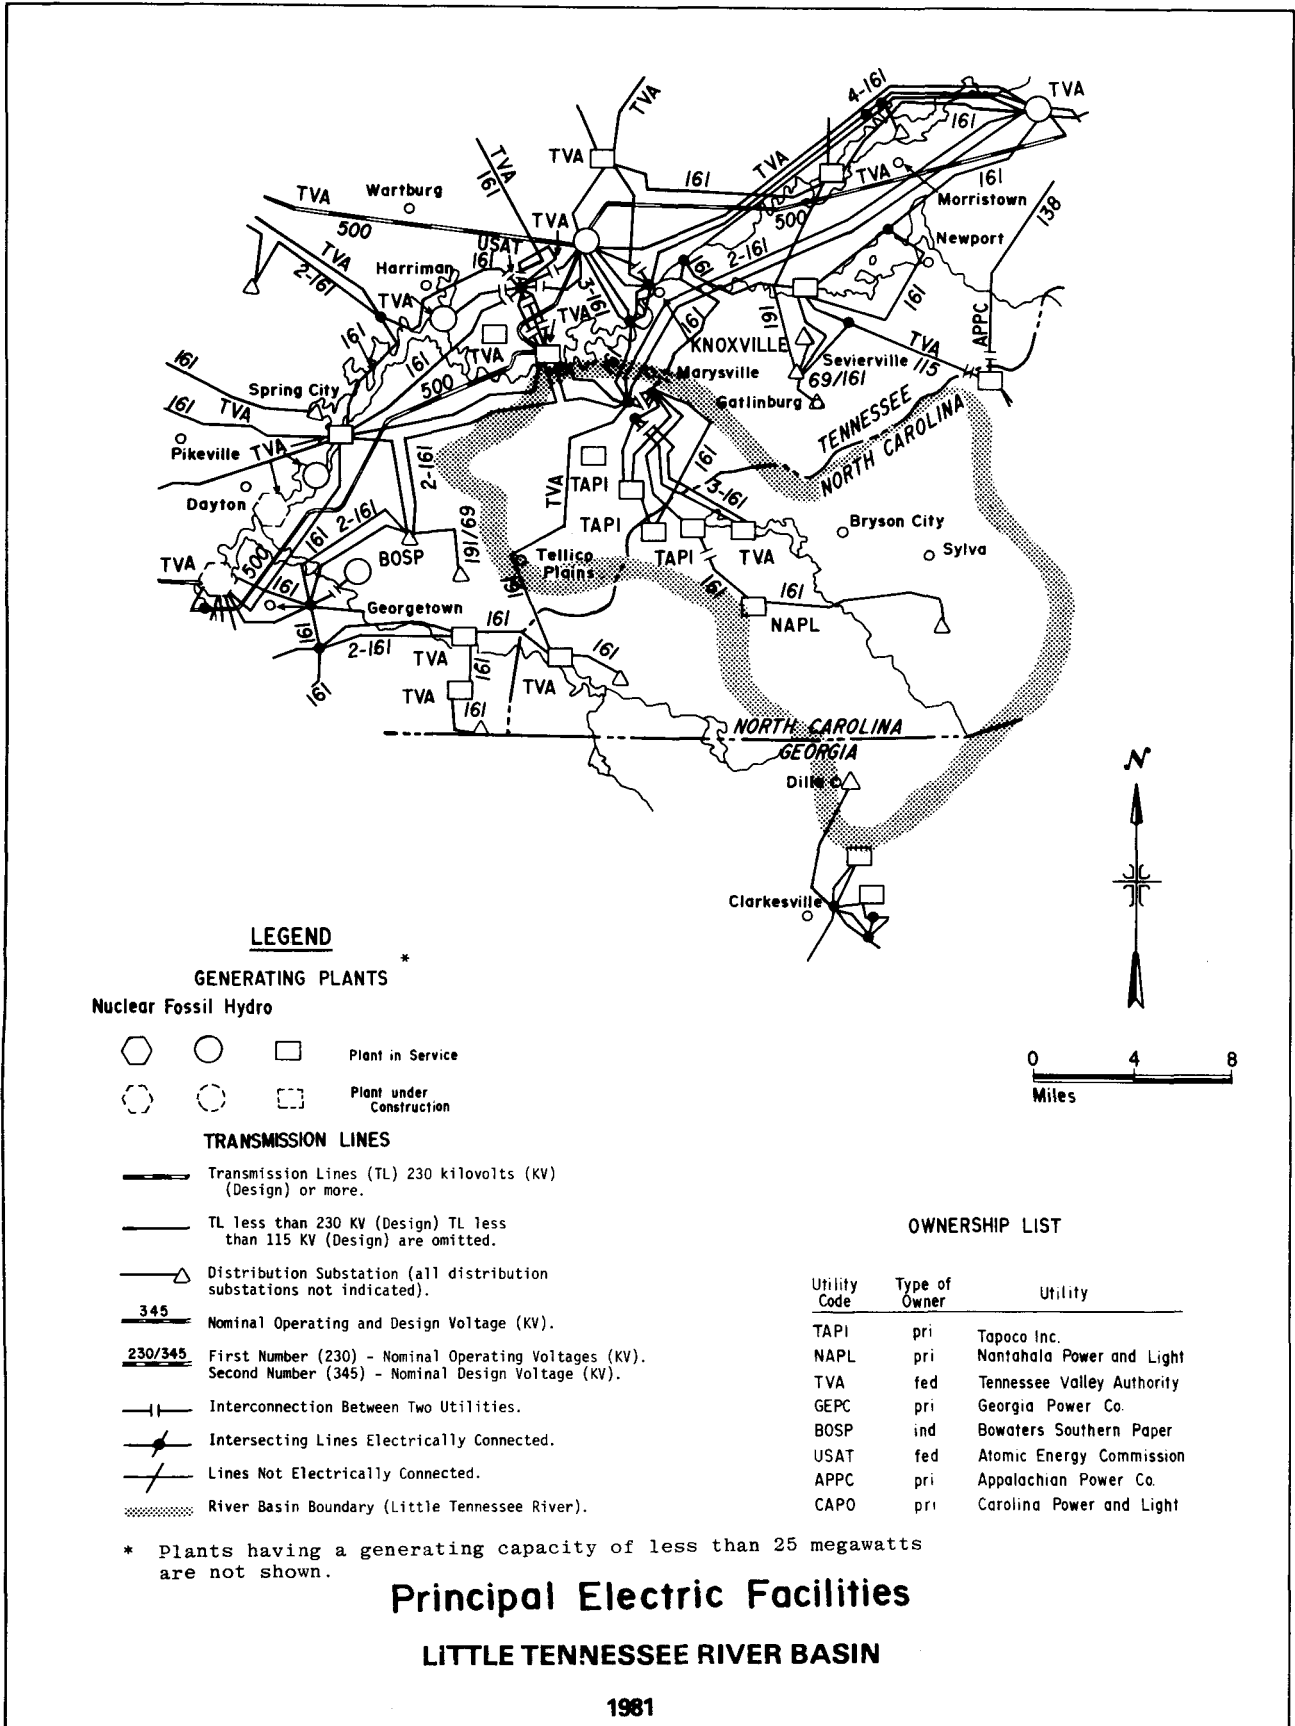 4-161
TVA
TVA
TVA
161
TVA
TVA
161
TVA
161
TVA
161
Wartburg
TVA
500
TVA
500
Morristown
138
Newport
USAT
161
2-161
TVA
2-161
Harriman
TVA
3-161
TVA
161
161
161
APPC
161
161
TVA
161
KNOXVILLE
161
Sevierville
TVA
115
Marysville
69/161
Gatlinburg
500
161
Spring City
161
TVA
TENNESSEE
NORTH CAROLINA
Pikeville
TVA
2-161
161
TVA
TAPI
3-161
Dayton
TAPI
Bryson City
161
2-161
191/69
TAPI
TVA
Sylva
TVA
500
BOSP
Tellico
Plains
161
161
161
161
Georgetown
NAPL
161
161
2-161
TVA
161
161
TVA
161
TVA
161
NORTH CAROLINA
GEORGIA
Dillo
N
Clarkesville
LEGEND
GENERATING PLANTS *
Nuclear Fossil Hydro
Plant in Service
Plant under
Construction
0 4 8
Miles
TRANSMISSION LINES
Transmission Lines (TL) 230 kilovolts (KV)
(Design) or more.
TL less than 230 KV (Design) TL less
than 115 KV (Design) are omitted.
Distribution Substation (all distribution
substations not indicated).
345
Nominal Operating and Design Voltage (KV).
230/345
First Number (230) - Nominal Operating Voltages (KV).
Second Number (345) - Nominal Design Voltage (KV).
Interconnection Between Two Utilities.
Intersecting Lines Electrically Connected.
Lines Not Electrically Connected.
River Basin Boundary (Little Tennessee River).
OWNERSHIP LIST
Utility Code Type of Owner Utility
TAPI pri Tapoco Inc.
NAPL pri Nantahala Power and Light
TVA fed Tennessee Valley Authority
GEPC pri Georgia Power Co.
BOSP ind Bowaters Southern Paper
USAT fed Atomic Energy Commission
APPC pri Appalachian Power Co.
CAPO pri Carolina Power and Light
* Plants having a generating capacity of less than 25 megawatts
are not shown.
Principal Electric Facilities
LITTLE TENNESSEE RIVER BASIN
1981